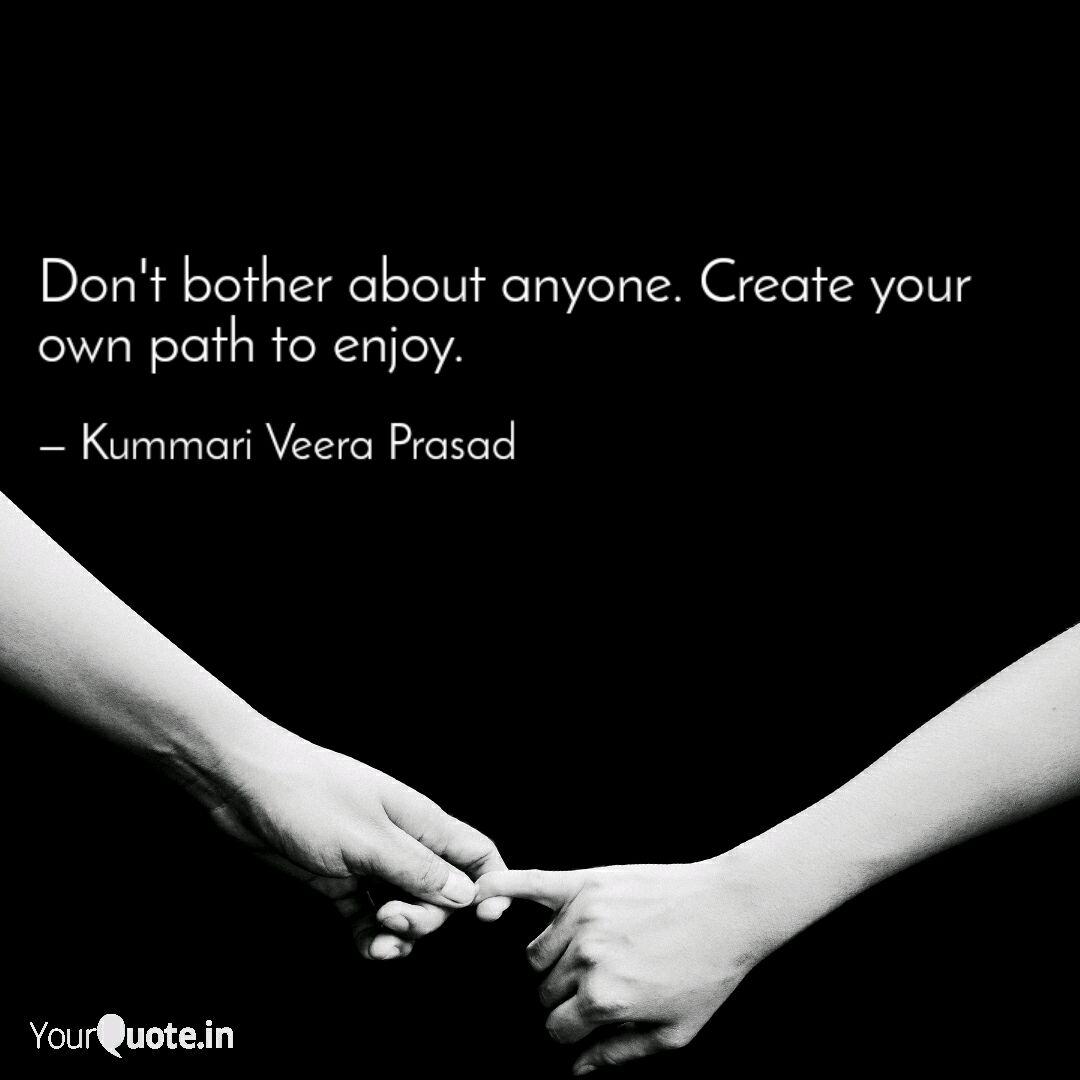 Don't bother about anyone. Create your
own path to enjoy.
– Kummari Veera Prasad
YourQuote.in